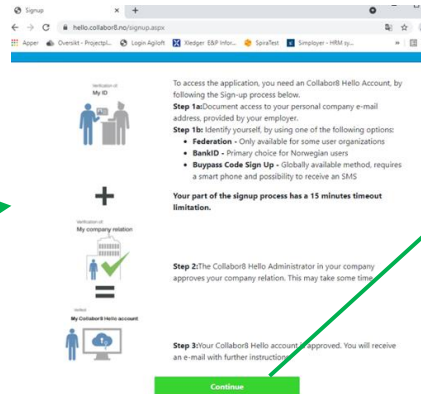 Signup
hello.collabor8.no/signup.aspx
Apper
Oversikt - Projectpl...
Login Agiloft
Xledger E&P Infor...
SpiraTest
Simployer - HRM sy...
»
Verification of:
My ID
To access the application, you need an Collabor8 Hello Account, by
following the Sign-up process below.
Step 1a:Document access to your personal company e-mail
address, provided by your employer.
Step 1b: Identify yourself, by using one of the following options:
• Federation - Only available for some user organizations
• BankID - Primary choice for Norwegian users
• Buypass Code Sign Up - Globally available method, requires
a smart phone and possibility to receive an SMS
Your part of the signup process has a 15 minutes timeout
limitation.
Verification of:
My company relation
Step 2:The Collabor8 Hello Administrator in your company
approves your company relation. This may take some time.
Verified:
My Collabor8 Hello account
Step 3:Your Collabor8 Hello account is approved. You will receive
an e-mail with further instructions
Continue